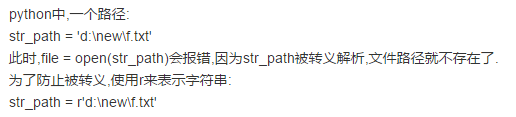 python中,一个路径:
str_path = 'd:\new\f.txt'
此时,file = open(str_path)会报错,因为str_path被转义解析,文件路径就不存在了.
为了防止被转义,使用r来表示字符串:
str_path = r'd:\new\f.txt'